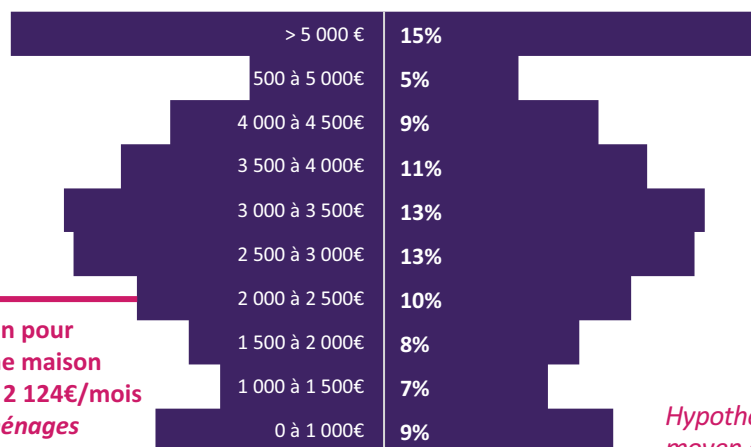 > 5 000 € 15%
500 à 5 000€ 5%
4 000 à 4 500€ 9%
3 500 à 4 000€ 11%
3 000 à 3 500€ 13%
2 500 à 3 000€ 13%
2 000 à 2 500€ 10%
n pour
1 500 à 2 000€ 8%
e maison
2 124€/mois
1 000 à 1 500€ 7%
énages
0 à 1 000€ 9%